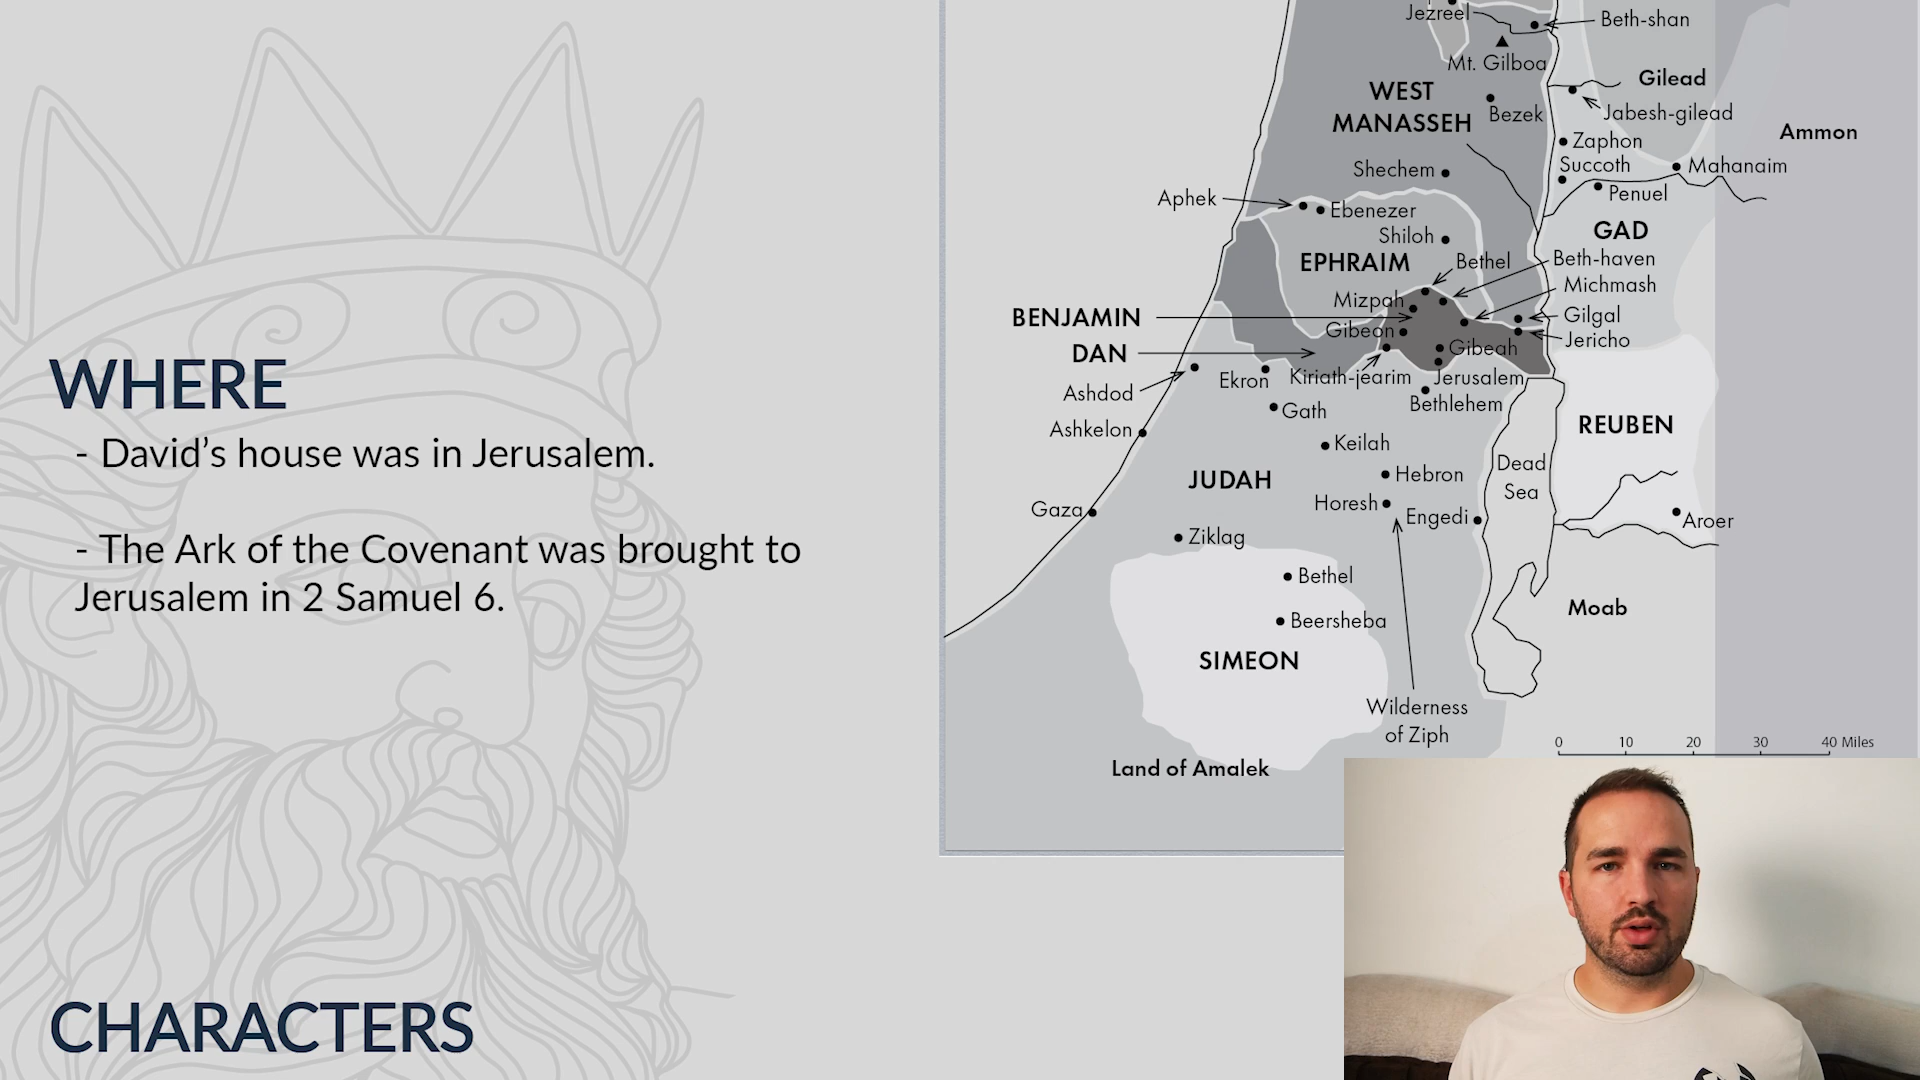 WHERE
- David’s house was in Jerusalem.
- The Ark of the Covenant was brought to
Jerusalem in 2 Samuel 6.
CHARACTERS
Jezreel
Beth-shan
Mt. Gilboa
Gilead
WEST
MANASSEH
Bezek
Jabesh-gilead
Ammon
Zaphon
Shechem
Succoth
Mahanaim
Penuel
Aphek
Ebenezer
Shiloh
GAD
EPHRAIM
Bethel
Beth-haven
Michmash
Mizpah
BENJAMIN
Gibeon
Gilgal
Jericho
DAN
Gibeah
Ekron
Kiriath-jearim
Jerusalem
Ashdod
Bethlehem
Gath
Ashkelon
REUBEN
Keilah
Dead
Sea
JUDAH
Hebron
Horesh
Gaza
Engedi
Aroer
Ziklag
Bethel
Beersheba
Moab
SIMEON
Wilderness
of Ziph
0 10 20 30 40 Miles
Land of Amalek